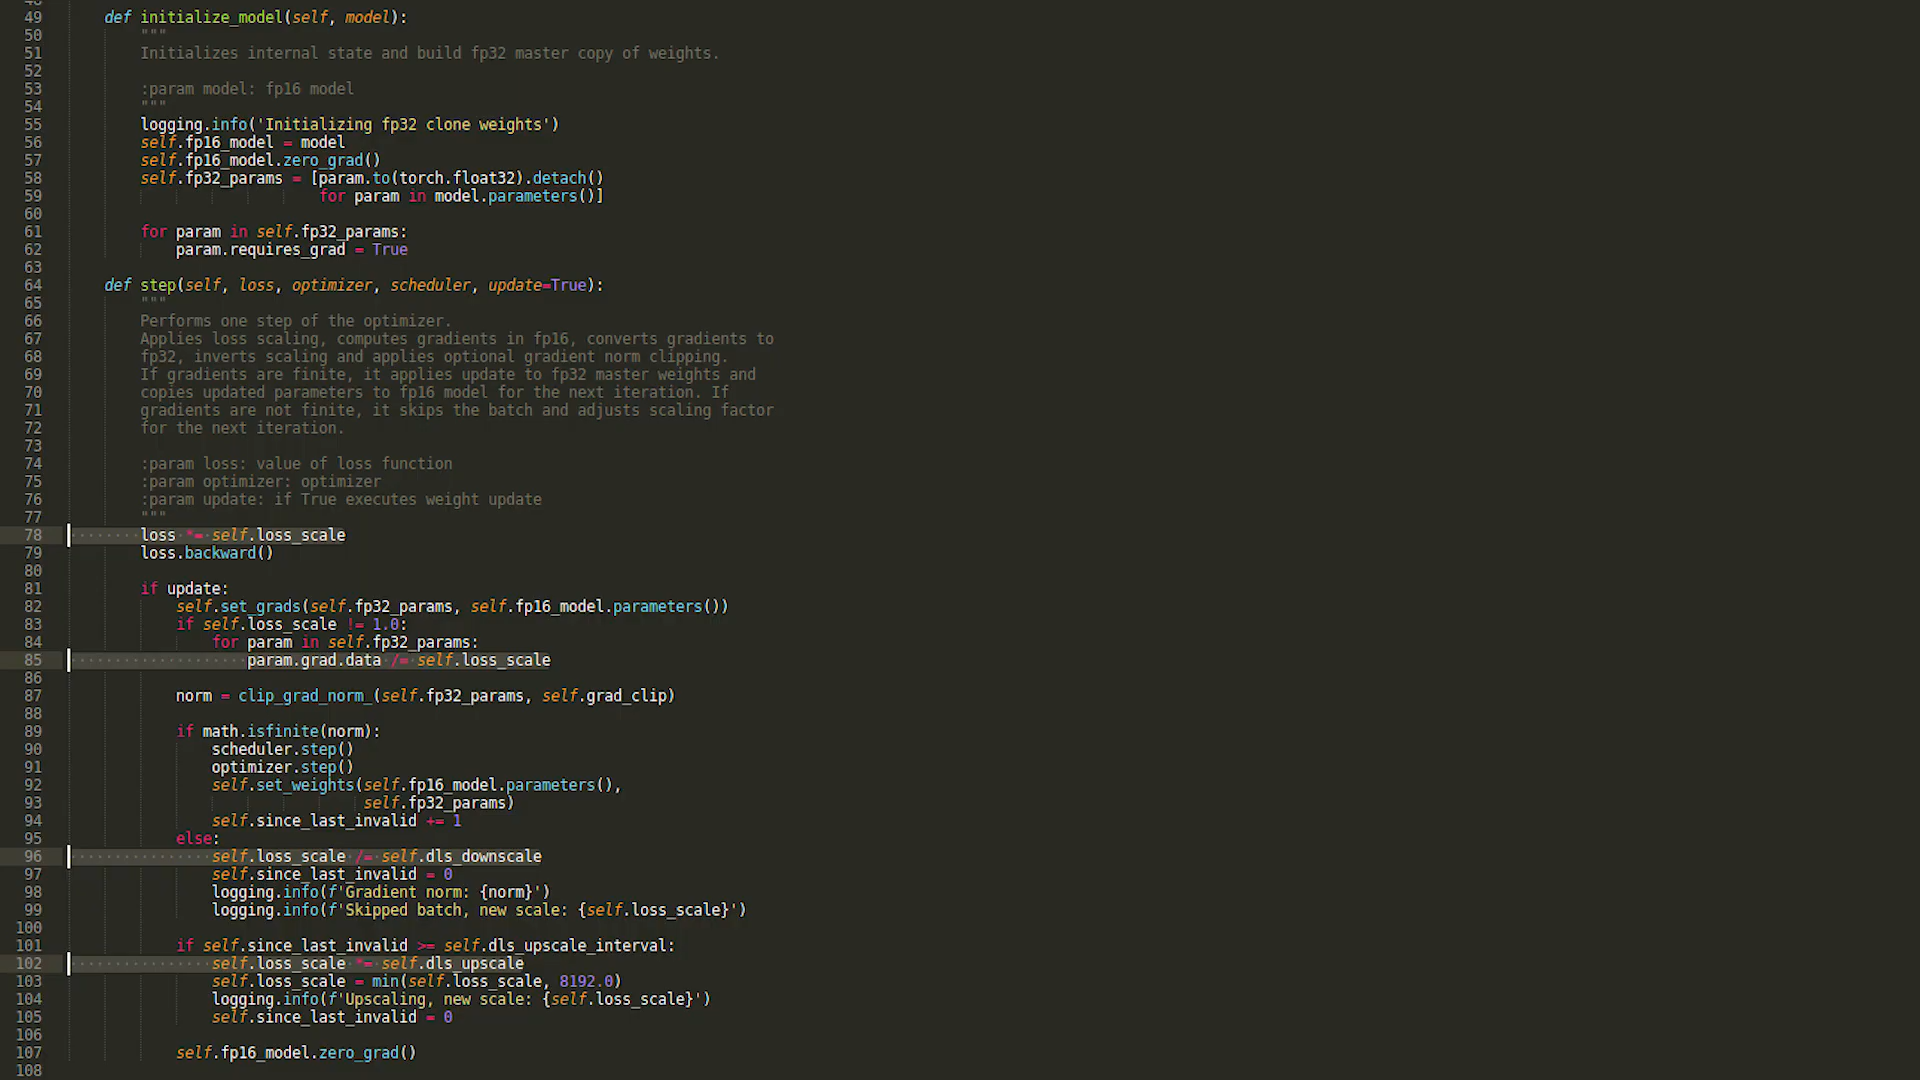 49 def initialize_model(self, model):
50 """
51 Initializes internal state and build fp32 master copy of weights.
52
53 :param model: fp16 model
54 """
55 logging.info('Initializing fp32 clone weights')
56 self.fp16_model = model
57 self.fp16_model.zero_grad()
58 self.fp32_params = [param.to(torch.float32).detach()
59 for param in model.parameters()]
60
61 for param in self.fp32_params:
62 param.requires_grad = True
63
64 def step(self, loss, optimizer, scheduler, update=True):
65 """
66 Performs one step of the optimizer.
67 Applies loss scaling, computes gradients in fp16, converts gradients to
68 fp32, inverts scaling and applies optional gradient norm clipping.
69 If gradients are finite, it applies update to fp32 master weights and
70 copies updated parameters to fp16 model for the next iteration. If
71 gradients are not finite, it skips the batch and adjusts scaling factor
72 for the next iteration.
73
74 :param loss: value of loss function
75 :param optimizer: optimizer
76 :param update: if True executes weight update
77 """
78 loss *= self.loss_scale
79 loss.backward()
80
81 if update:
82 self.set_grads(self.fp32_params, self.fp16_model.parameters())
83 if self.loss_scale != 1.0:
84 for param in self.fp32_params:
85 param.grad.data /= self.loss_scale
86
87 norm = clip_grad_norm_(self.fp32_params, self.grad_clip)
88
89 if math.isfinite(norm):
90 scheduler.step()
91 optimizer.step()
92 self.set_weights(self.fp16_model.parameters(),
93 self.fp32_params)
94 self.since_last_invalid += 1
95 else:
96 self.loss_scale /= self.dls_downscale
97 self.since_last_invalid = 0
98 logging.info(f'Gradient norm: {norm}')
99 logging.info(f'Skipped batch, new scale: {self.loss_scale}')
100
101 if self.since_last_invalid >= self.dls_upscale_interval:
102 self.loss_scale *= self.dls_upscale
103 self.loss_scale = min(self.loss_scale, 8192.0)
104 logging.info(f'Upscaling, new scale: {self.loss_scale}')
105 self.since_last_invalid = 0
106
107 self.fp16_model.zero_grad()
108